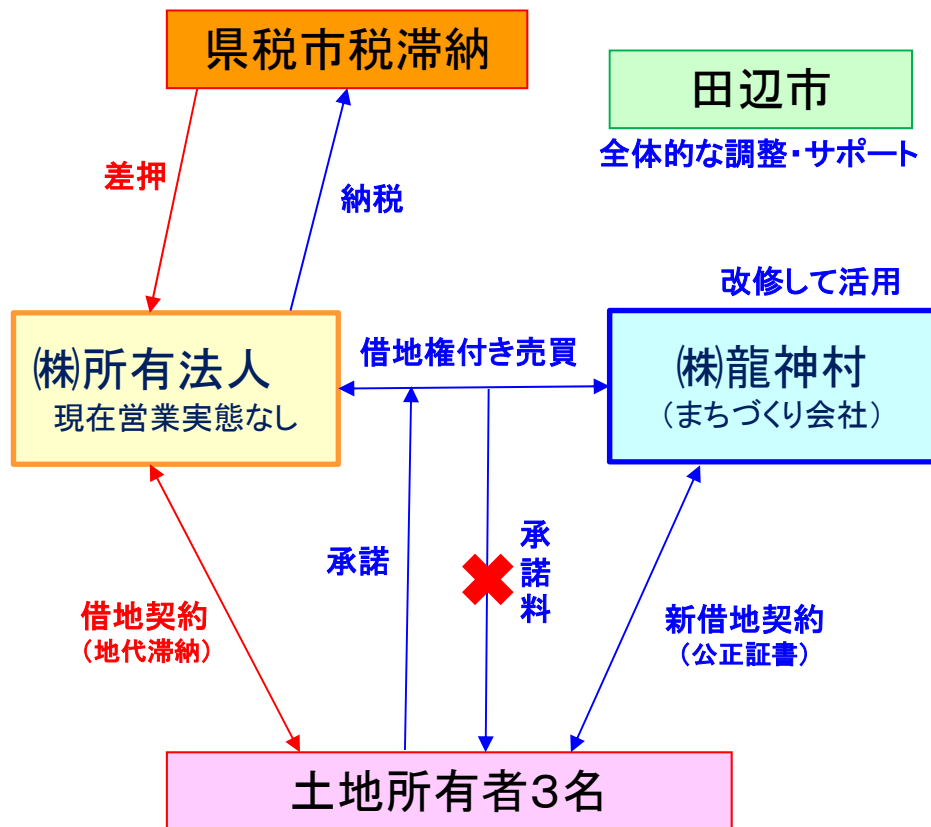 県税市税滞納
田辺市
全体的な調整・サポート
差押
納税
改修して活用
㈱所有法人
現在営業実態なし
借地権付き売買
㈱龍神村
（まちづくり会社）
承諾
承諾料
借地契約
（地代滞納）
新借地契約
（公正証書）
土地所有者３名